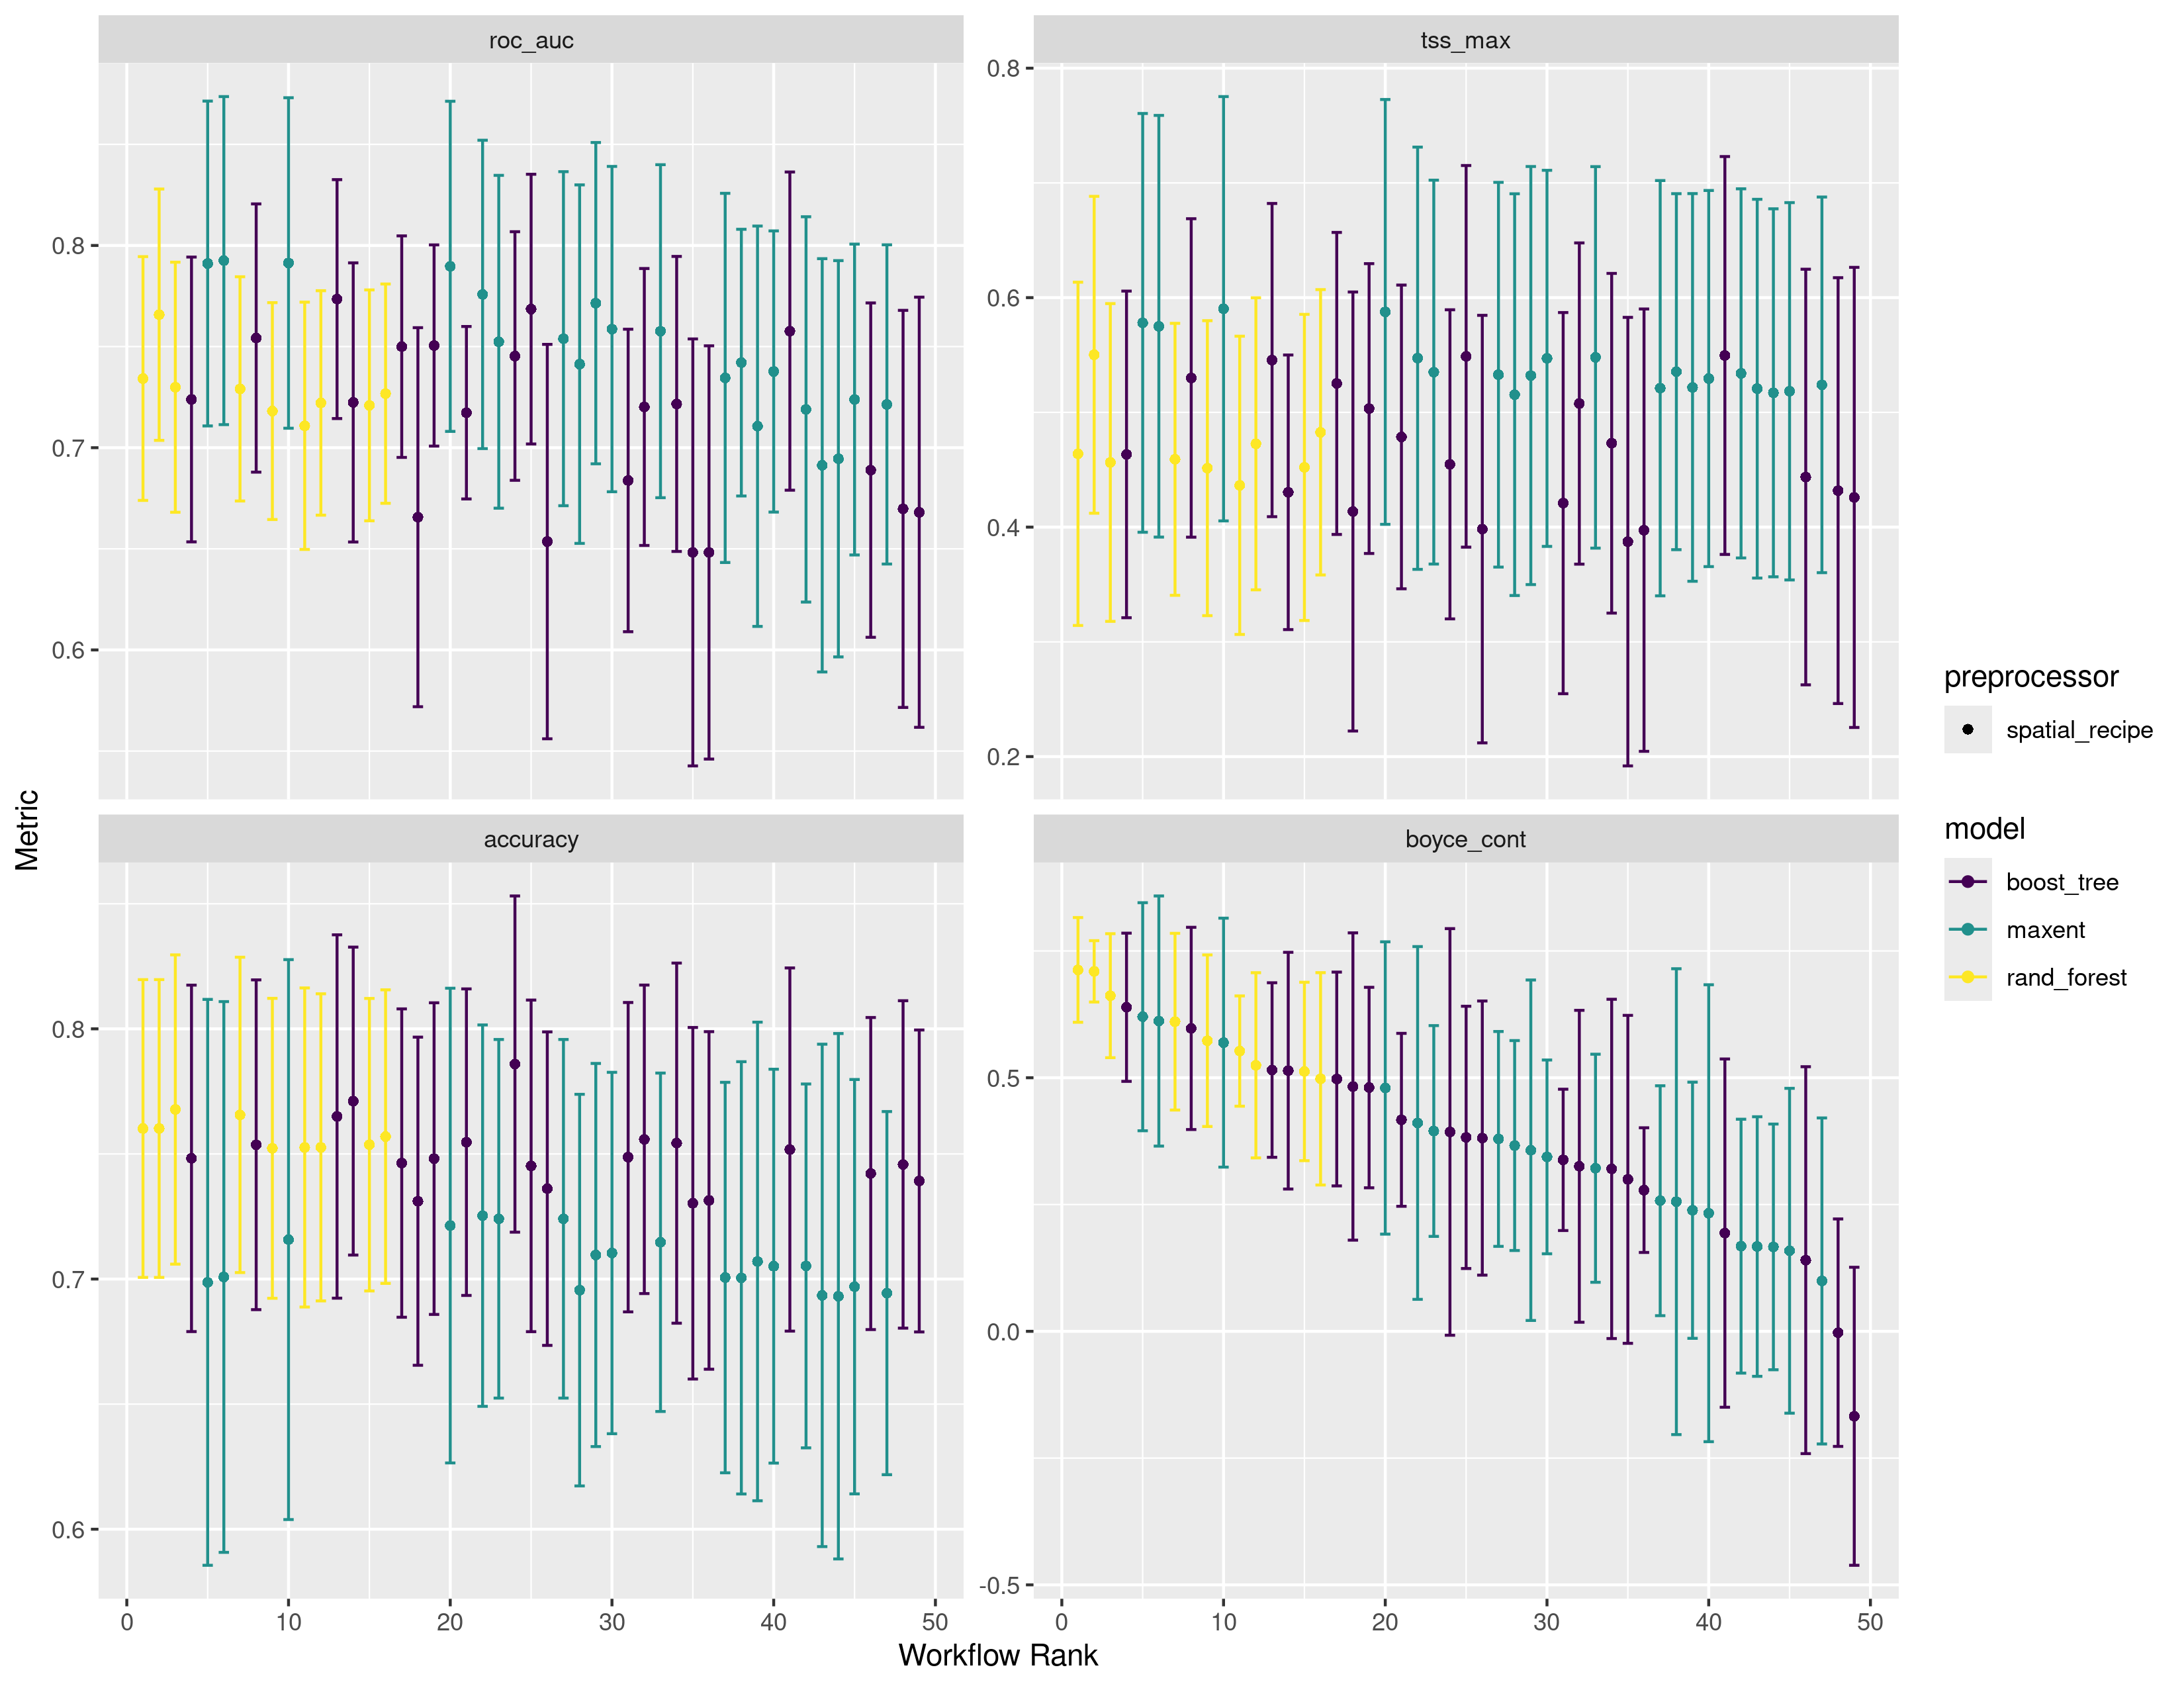 roc_auc
tss_max
0.8
0.7
0.6
0.8
0.6
0.4
0.2
Metric
accuracy
boyce_cont
0.8
0.7
0.6
0.5
0.0
-0.5
0 10 20 30 40 50
0 10 20 30 40 50
Workflow Rank
preprocessor
spatial_recipe
model
boost_tree
maxent
rand_forest